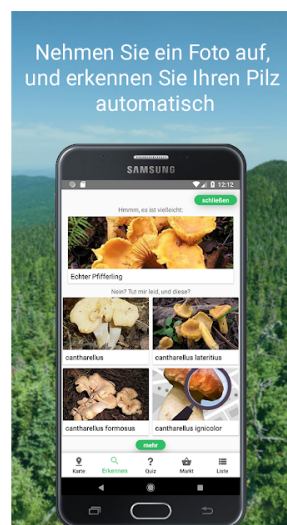 Nehmen Sie ein Foto auf,
und erkennen Sie Ihren Pilz
automatisch
SAMSUNG
12:12
schließen
Hmmm, es ist vielleicht:
Echter Pfifferling
Nein? Tut mir leid, und diese?
cantharellus
cantharellus lateritius
cantharellus formosus
cantharellus ignicolor
mehr
Karte
Erkennen
?
Quiz
Markt
Liste